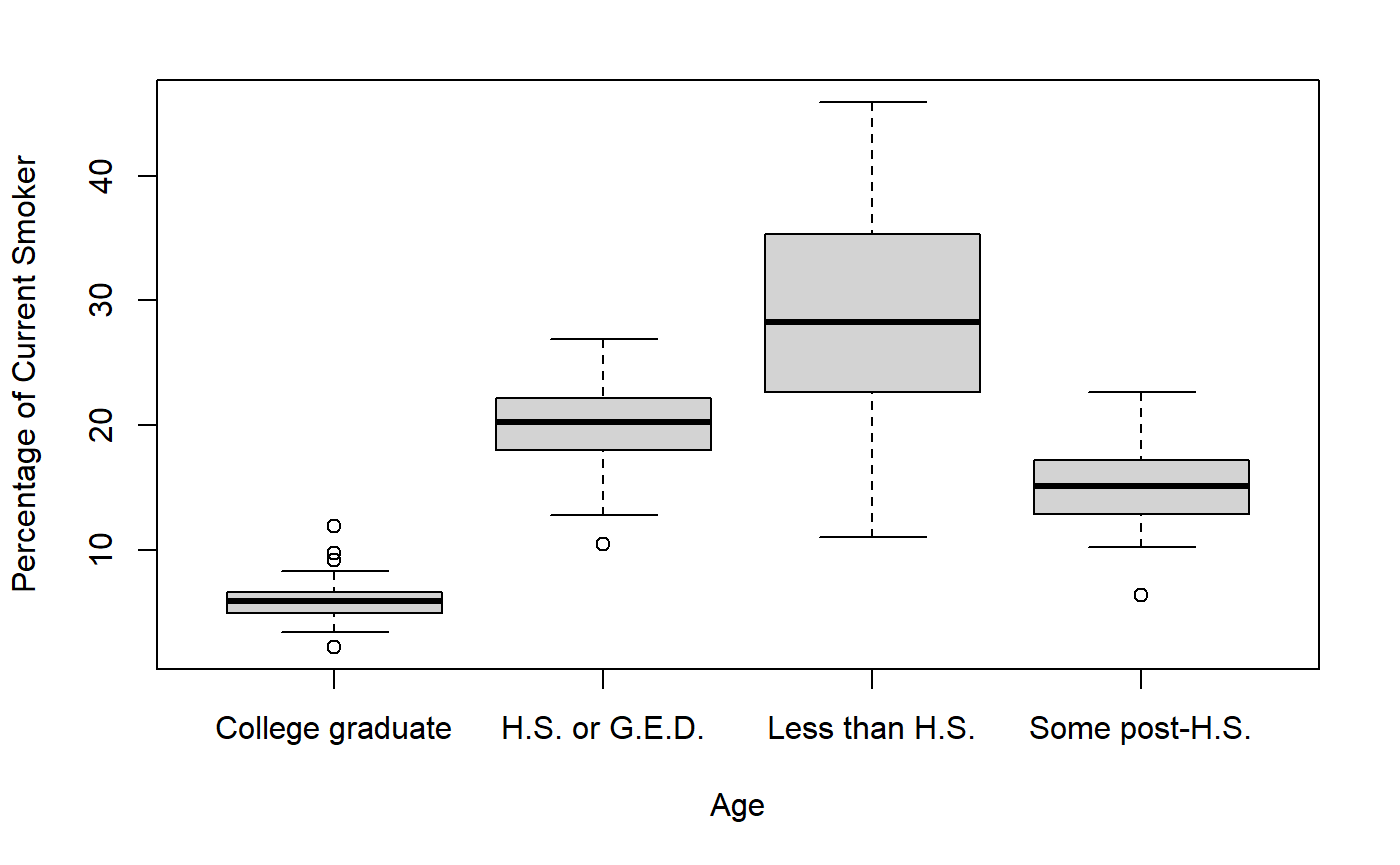 Percentage of Current Smoker
40
30
20
10
College graduate
H.S. or G.E.D.
Less than H.S.
Some post-H.S.
Age